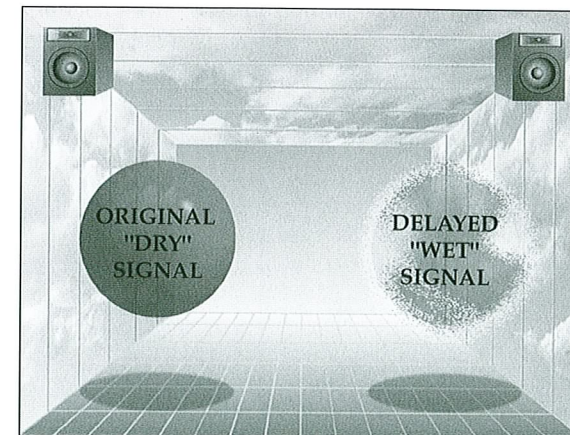 ORIGINAL
"DRY"
SIGNAL
DELAYED
"WET"
SIGNAL